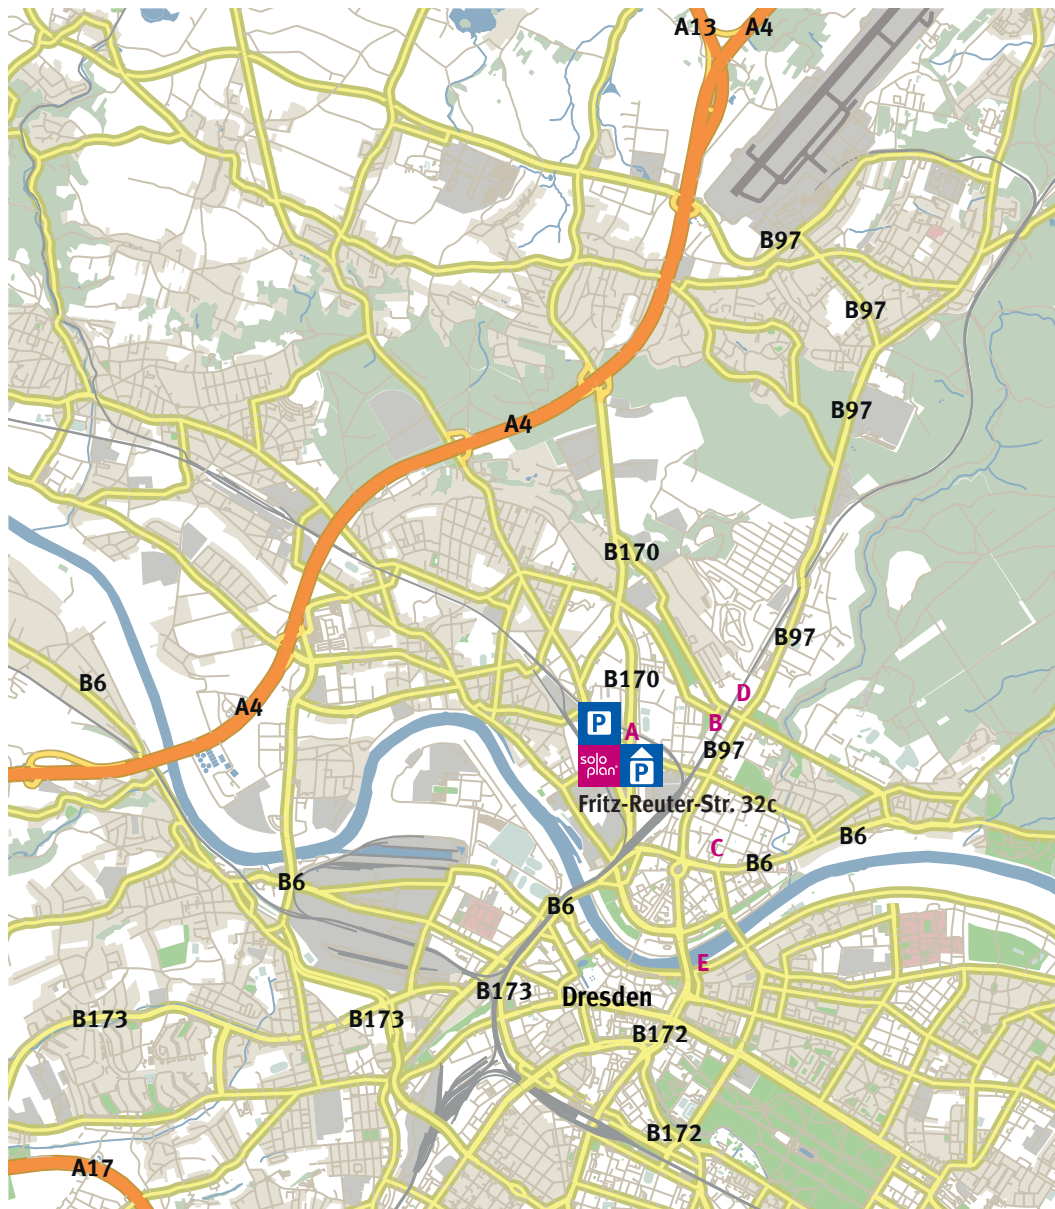 A13
A4
B97
B97
B97
A4
B170
B97
B6
B170
D
A4
P
A
B
B97
solo
plan
P
Fritz-Reuter-Str. 32c
B6
C
B6
B6
B6
E
B173
Dresden
B173
B173
B172
B172
A17